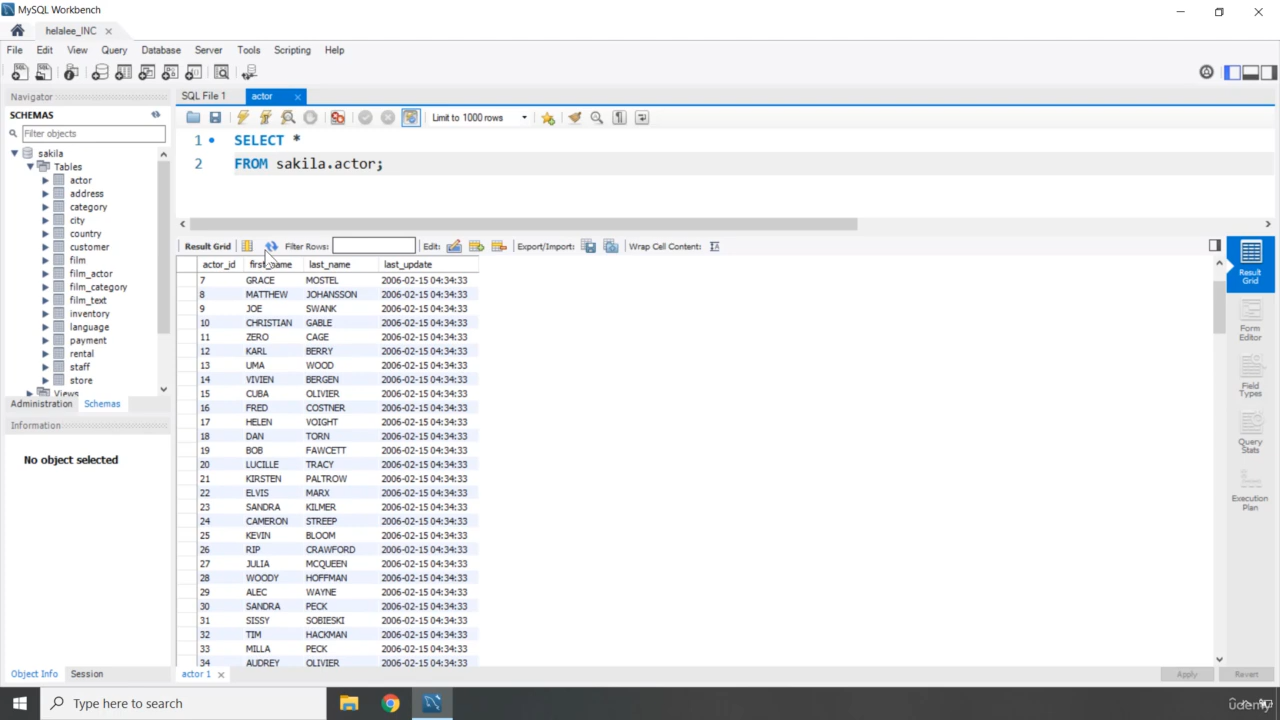 MySQL Workbench
helalee_INC
File Edit View Query Database Server Tools Scripting Help
Navigator
SCHEMAS
Filter objects
sakila
Tables
actor
address
category
city
country
customer
film
film_actor
film_category
film_text
inventory
language
payment
rental
staff
store
Views
Administration Schemas
Information
No object selected
Object Info Session
SQL File 1 actor
Limit to 1000 rows
1 SELECT *
2 FROM sakila.actor;
Result Grid Filter Rows: Edit: Export/Import: Wrap Cell Content:
actor_id first_name last_name last_update
7 GRACE MOSTEL 2006-02-15 04:34:33
8 MATTHEW JOHANSSON 2006-02-15 04:34:33
9 JOE SWANK 2006-02-15 04:34:33
10 CHRISTIAN GABLE 2006-02-15 04:34:33
11 ZERO CAGE 2006-02-15 04:34:33
12 KARL BERRY 2006-02-15 04:34:33
13 UMA WOOD 2006-02-15 04:34:33
14 VIVIEN BERGEN 2006-02-15 04:34:33
15 CUBA OLIVIER 2006-02-15 04:34:33
16 FRED COSTNER 2006-02-15 04:34:33
17 HELEN VOIGHT 2006-02-15 04:34:33
18 DAN TORN 2006-02-15 04:34:33
19 BOB FAWCETT 2006-02-15 04:34:33
20 LUCILLE TRACY 2006-02-15 04:34:33
21 KIRSTEN PALTROW 2006-02-15 04:34:33
22 ELVIS MARX 2006-02-15 04:34:33
23 SANDRA KILMER 2006-02-15 04:34:33
24 CAMERON STREEP 2006-02-15 04:34:33
25 KEVIN BLOOM 2006-02-15 04:34:33
26 RIP CRAWFORD 2006-02-15 04:34:33
27 JULIA MCQUEEN 2006-02-15 04:34:33
28 WOODY HOFFMAN 2006-02-15 04:34:33
29 ALEC WAYNE 2006-02-15 04:34:33
30 SANDRA PECK 2006-02-15 04:34:33
31 SISSY SOBIESKI 2006-02-15 04:34:33
32 TIM HACKMAN 2006-02-15 04:34:33
33 MILLA PECK 2006-02-15 04:34:33
34 AUDREY OLIVIER 2006-02-15 04:34:33
Result
Grid
Form
Editor
Field
Types
Query
Stats
Execution
Plan
actor 1
Apply Revert
Type here to search
udemy